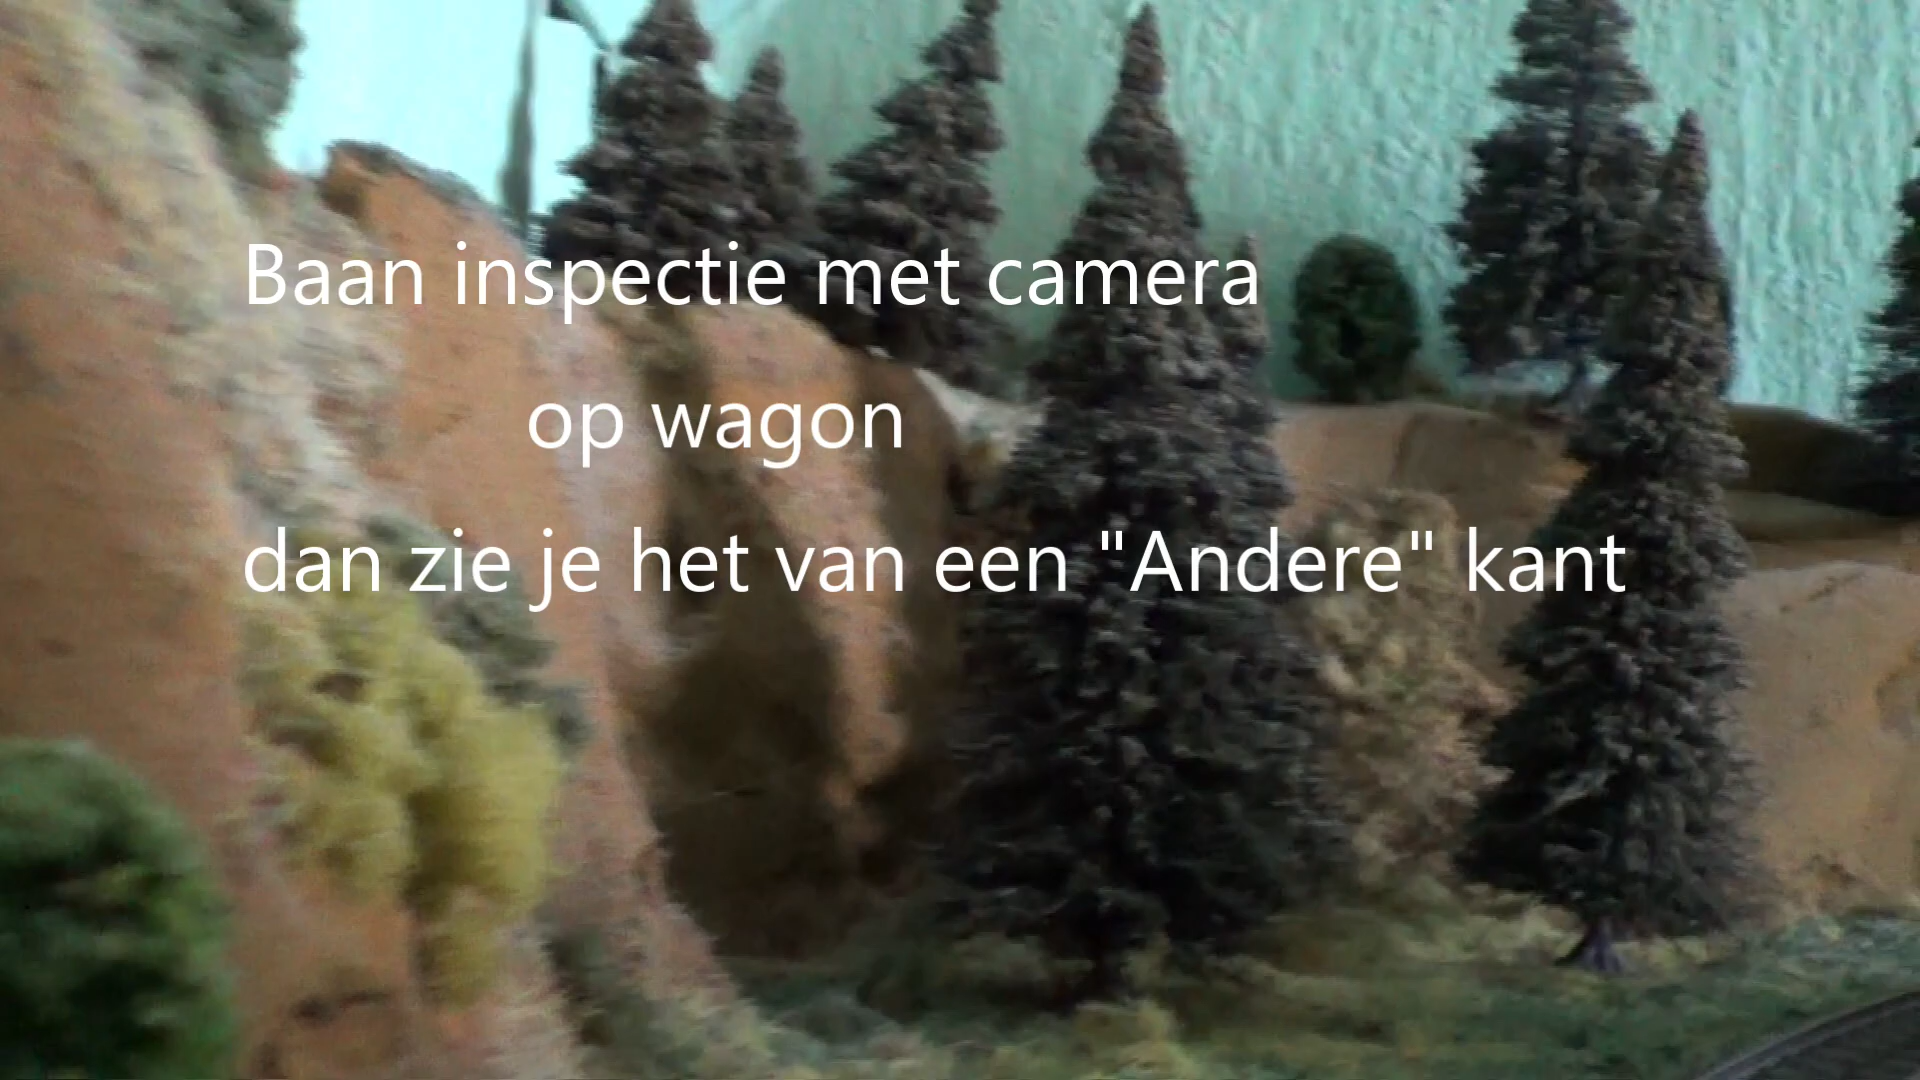 Baan inspectie met camera
op wagon
dan zie je het van een "Andere" kant